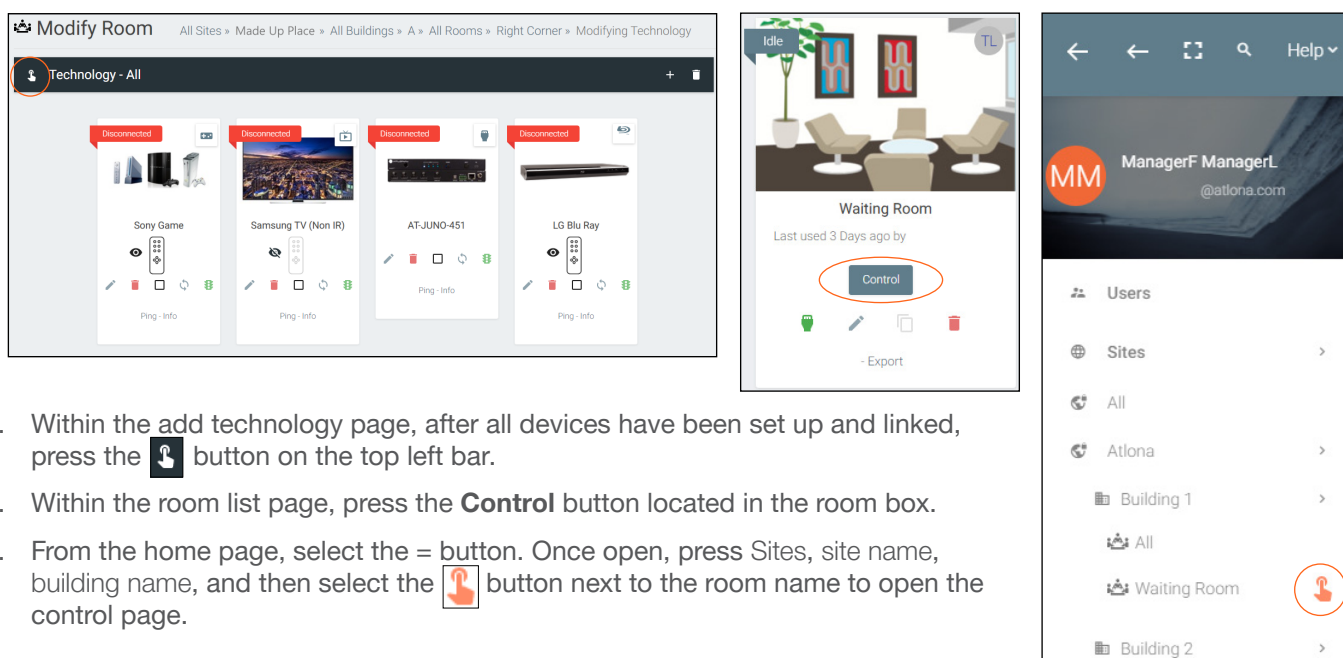 Modify Room All Sites » Made Up Place » All Buildings » A » All Rooms » Right Corner » Modifying Technology
Technology - All +
Disconnected Disconnected Disconnected Disconnected
Sony Game Samsung TV (Non IR) AT-JUNO-451 LG Blu Ray
Ping - Info Ping - Info Ping - Info Ping - Info
Idle TL
Waiting Room
Last used 3 Days ago by
Control
- Export
Help
MM ManagerF ManagerL
@atlona.com
Users
Sites
All
Atlona
Building 1
All
Waiting Room
Building 2
. Within the add technology page, after all devices have been set up and linked,
press the button on the top left bar.
. Within the room list page, press the Control button located in the room box.
. From the home page, select the = button. Once open, press Sites, site name,
building name, and then select the button next to the room name to open the
control page.